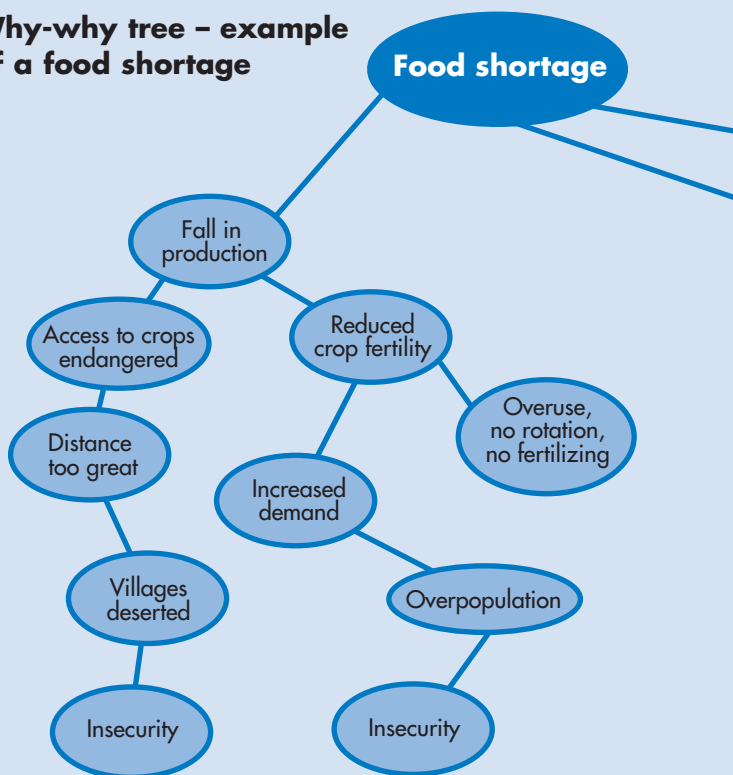 Why-why tree – example
f a food shortage
Food shortage
Fall in
production
Access to crops
endangered
Reduced
crop fertility
Distance
too great
Overuse,
no rotation,
no fertilizing
Increased
demand
Villages
deserted
Overpopulation
Insecurity
Insecurity